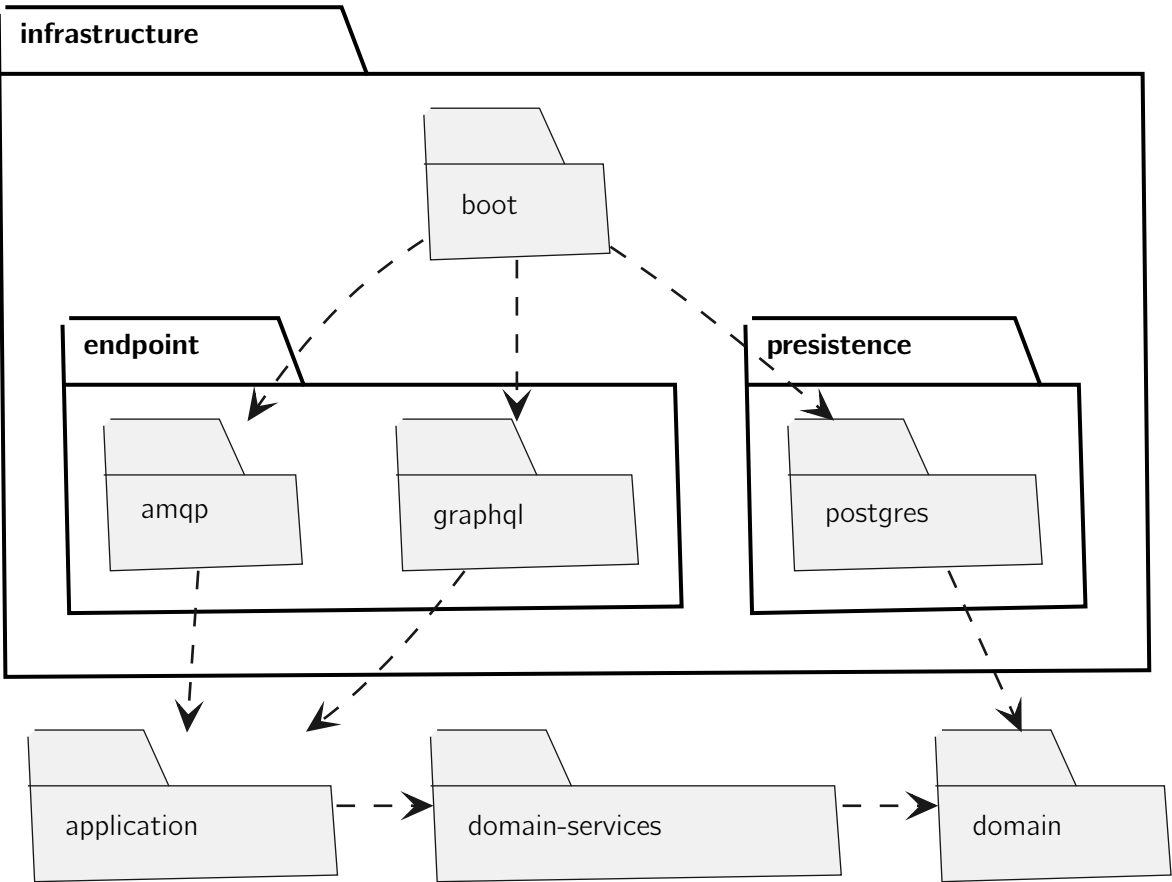 infrastructure
boot
endpoint
presistence
amqp
graphql
postgres
application
domain-services
domain